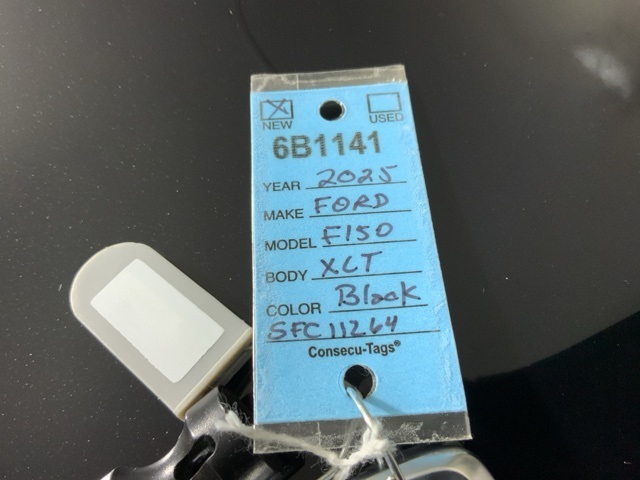 NEW USED
6B1141
YEAR 2025
MAKE FORD
MODEL F150
BODY XLT
COLOR Black
SFC11264
Consecu-Tags®